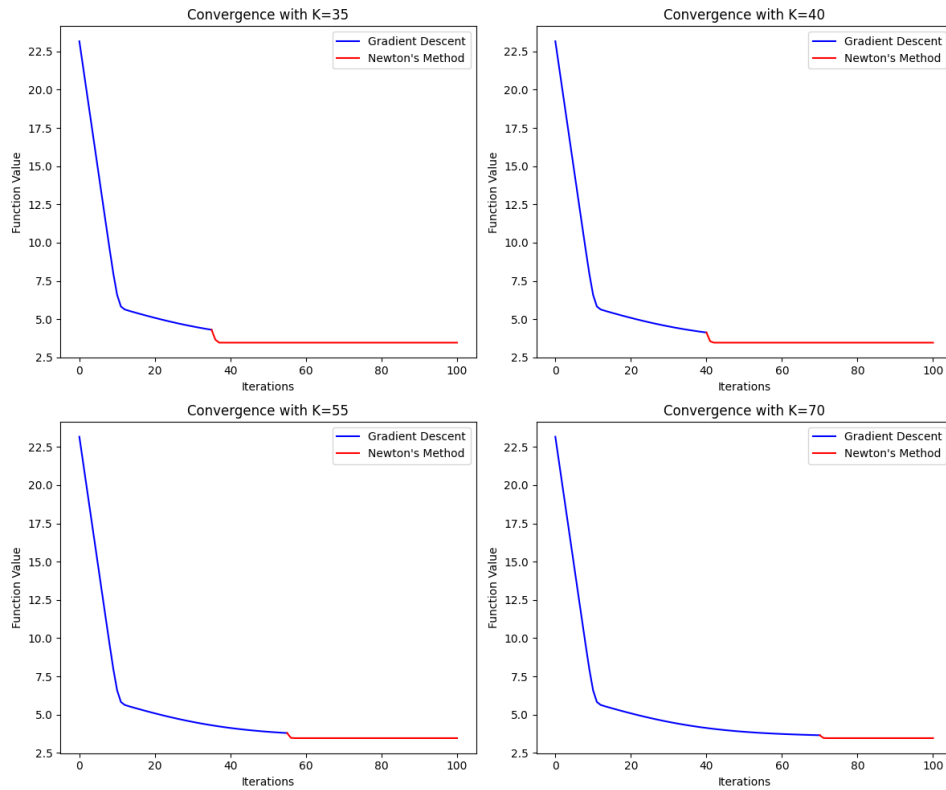 Convergence with K=35
Gradient Descent
Newton's Method
22.5
20.0
17.5
15.0
12.5
10.0
7.5
5.0
2.5
Function Value
0 20 40 60 80 100
Iterations
Convergence with K=40
Gradient Descent
Newton's Method
22.5
20.0
17.5
15.0
12.5
10.0
7.5
5.0
2.5
Function Value
0 20 40 60 80 100
Iterations
Convergence with K=55
Gradient Descent
Newton's Method
22.5
20.0
17.5
15.0
12.5
10.0
7.5
5.0
2.5
Function Value
0 20 40 60 80 100
Iterations
Convergence with K=70
Gradient Descent
Newton's Method
22.5
20.0
17.5
15.0
12.5
10.0
7.5
5.0
2.5
Function Value
0 20 40 60 80 100
Iterations